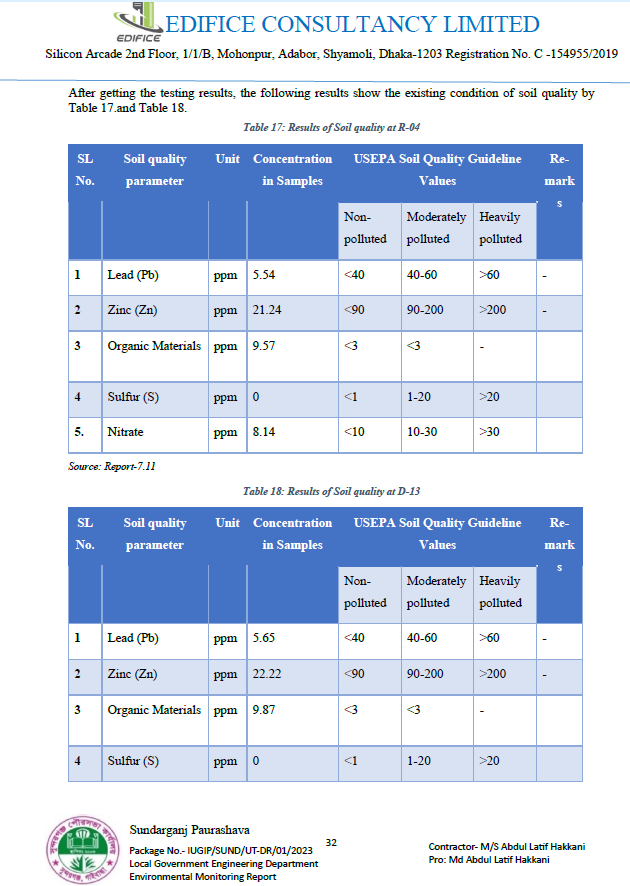 EDIFICE
EDIFICE CONSULTANCY LIMITED
Silicon Arcade 2nd Floor, 1/1/B, Mohonpur, Adabor, Shyamoli, Dhaka-1203 Registration No. C -154955/2019
After getting the testing results, the following results show the existing condition of soil quality by
Table 17.and Table 18.
Table 17: Results of Soil quality at R-04
SL No. Soil quality parameter Unit Concentration in Samples USEPA Soil Quality Guideline Values Re-mark s
Non-polluted Moderately polluted Heavily polluted
1 Lead (Pb) ppm 5.54 <40 40-60 >60 -
2 Zinc (Zn) ppm 21.24 <90 90-200 >200 -
3 Organic Materials ppm 9.57 <3 <3 -
4 Sulfur (S) ppm 0 <1 1-20 >20
5. Nitrate ppm 8.14 <10 10-30 >30
Source: Report-7.11
Table 18: Results of Soil quality at D-13
SL No. Soil quality parameter Unit Concentration in Samples USEPA Soil Quality Guideline Values Re-mark s
Non-polluted Moderately polluted Heavily polluted
1 Lead (Pb) ppm 5.65 <40 40-60 >60 -
2 Zinc (Zn) ppm 22.22 <90 90-200 >200 -
3 Organic Materials ppm 9.87 <3 <3 -
4 Sulfur (S) ppm 0 <1 1-20 >20
Sundarganj Paurashava
Package No.- IUGIP/SUND/UT-DR/01/2023
Local Government Engineering Department
Environmental Monitoring Report
32
Contractor- M/S Abdul Latif Hakkani
Pro: Md Abdul Latif Hakkani